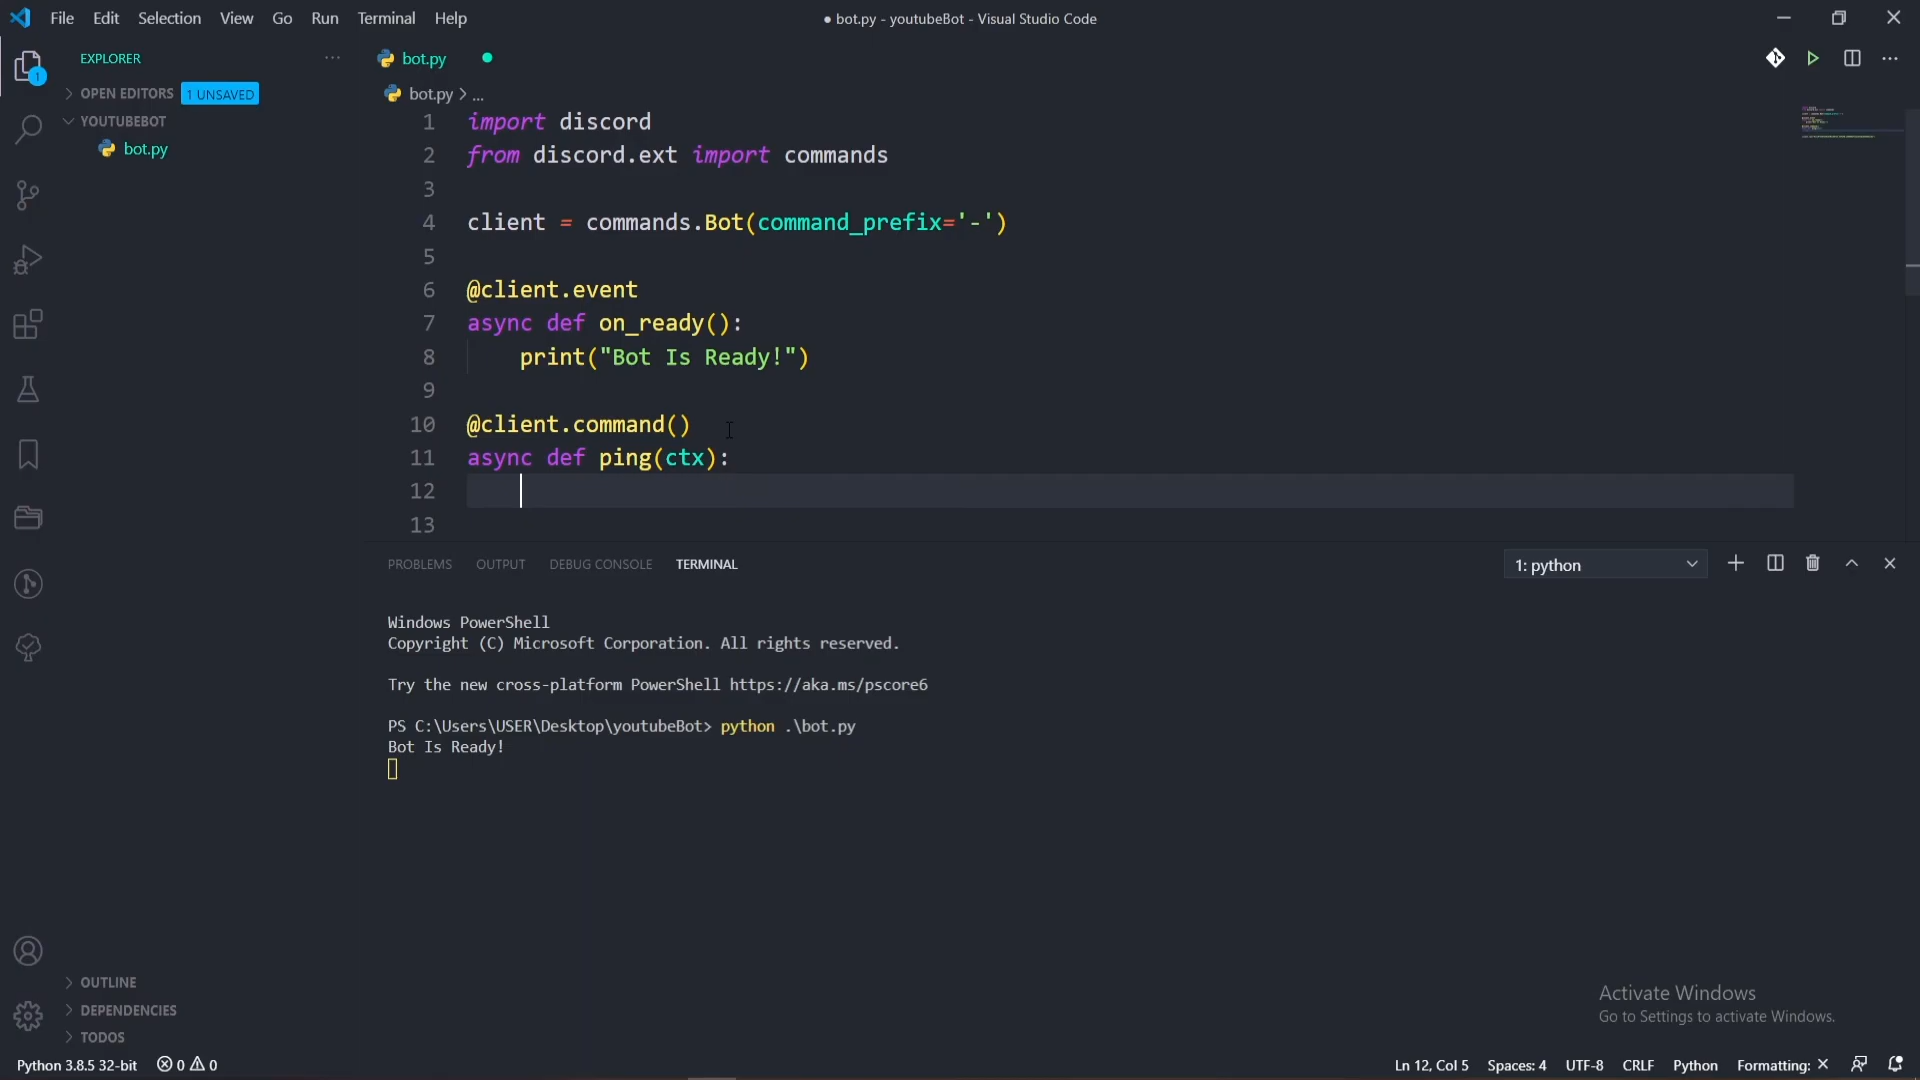 File Edit Selection View Go Run Terminal Help
● bot.py - youtubeBot - Visual Studio Code
EXPLORER
1
OPEN EDITORS 1 UNSAVED
YOUTUBEBOT
bot.py
bot.py
bot.py > ...
1 import discord
2 from discord.ext import commands
3
4 client = commands.Bot(command_prefix='-')
5
6 @client.event
7 async def on_ready():
8 print("Bot Is Ready!")
9
10 @client.command()
11 async def ping(ctx):
12
13
PROBLEMS OUTPUT DEBUG CONSOLE TERMINAL
1: python
Windows PowerShell
Copyright (C) Microsoft Corporation. All rights reserved.
Try the new cross-platform PowerShell https://aka.ms/pscore6
PS C:\Users\USER\Desktop\youtubeBot> python .\bot.py
Bot Is Ready!
OUTLINE
DEPENDENCIES
TODOS
Activate Windows
Go to Settings to activate Windows.
Python 3.8.5 32-bit 0 0
Ln 12, Col 5 Spaces: 4 UTF-8 CRLF Python Formatting: ✕